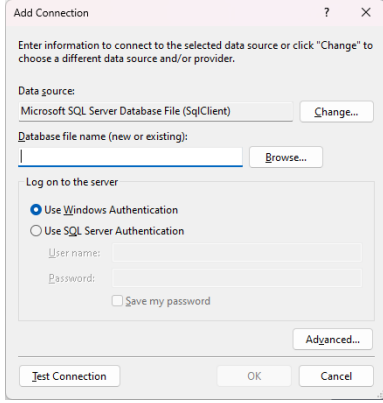 Add Connection
?
Enter information to connect to the selected data source or click "Change" to
choose a different data source and/or provider.
Data source:
Microsoft SQL Server Database File (SqlClient)
Change...
Database file name (new or existing):
Browse...
Log on to the server
Use Windows Authentication
Use SQL Server Authentication
User name:
Password:
Save my password
Advanced...
Test Connection
OK
Cancel